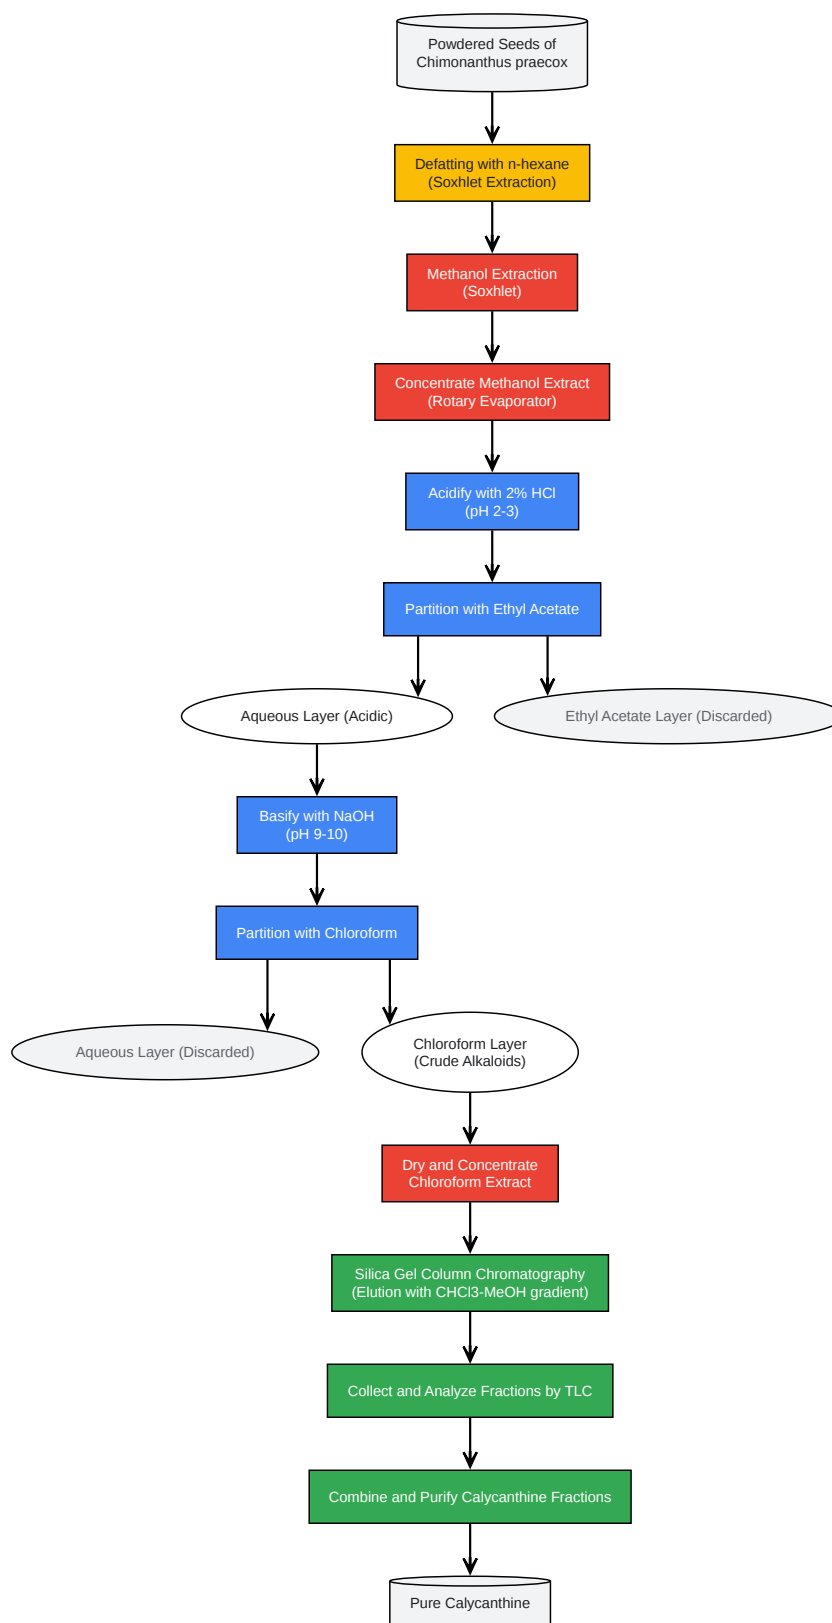 Powdered Seeds of
Chimonanthus praecox
Defatting with n-hexane
(Soxhlet Extraction)
Methanol Extraction
(Soxhlet)
Concentrate Methanol Extract
(Rotary Evaporator)
Acidify with 2% HCl
(pH 2-3)
Partition with Ethyl Acetate
Aqueous Layer (Acidic)
Ethyl Acetate Layer (Discarded)
Basify with NaOH
(pH 9-10)
Partition with Chloroform
Aqueous Layer (Discarded)
Chloroform Layer
(Crude Alkaloids)
Dry and Concentrate
Chloroform Extract
Silica Gel Column Chromatography
(Elution with CHCl3-MeOH gradient)
Collect and Analyze Fractions by TLC
Combine and Purify Calycanthine Fractions
Pure Calycanthine